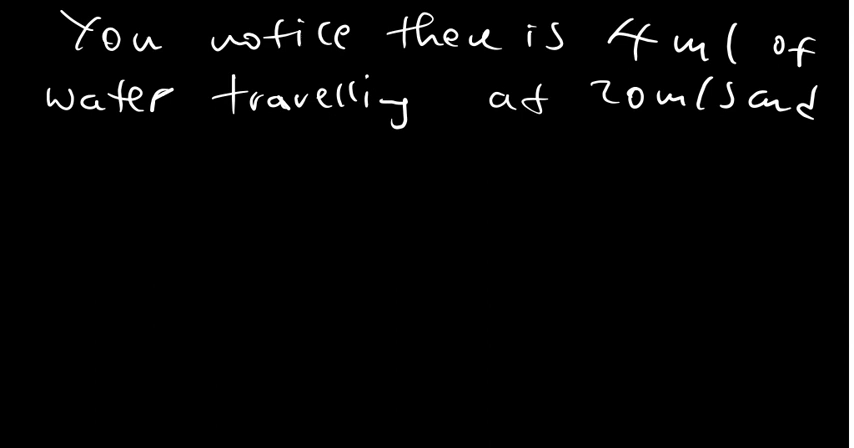 You notice there is 4ml of
water travelling at 20m/s and